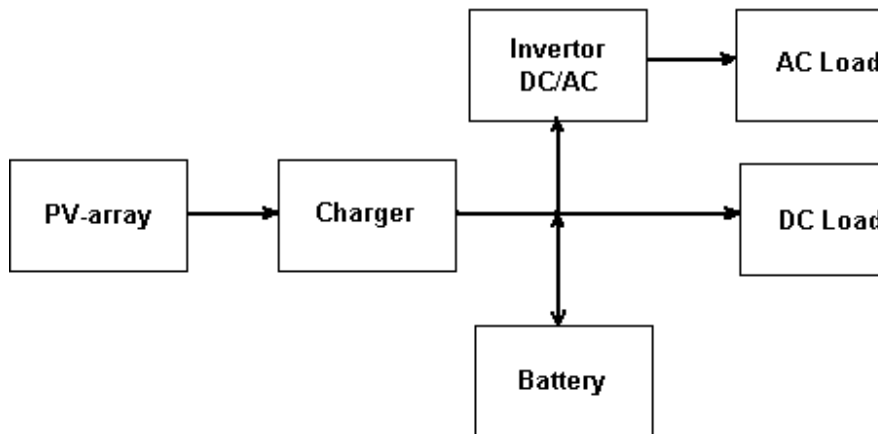 Invertor
DC/AC
AC Load
PV-array
Charger
DC Load
Battery